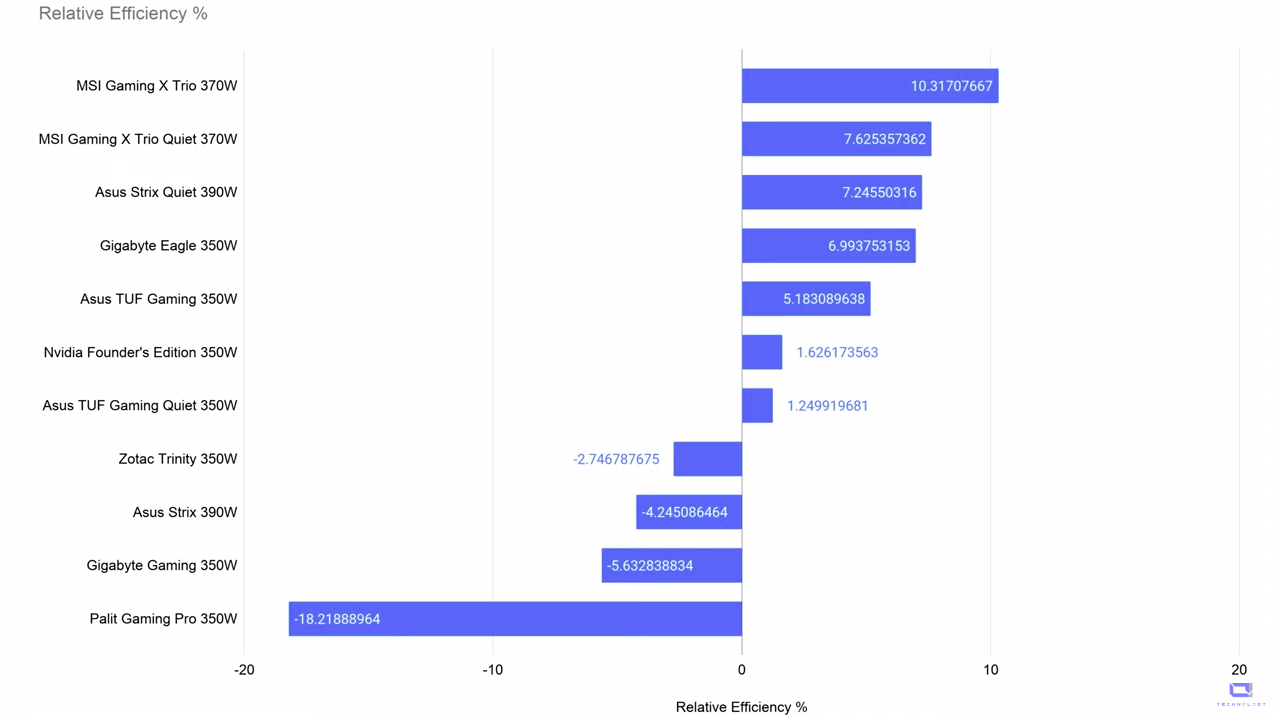 Relative Efficiency %
MSI Gaming X Trio 370W
10.31707667
MSI Gaming X Trio Quiet 370W
7.625357362
Asus Strix Quiet 390W
7.24550316
Gigabyte Eagle 350W
6.993753153
Asus TUF Gaming 350W
5.183089638
Nvidia Founder's Edition 350W
1.626173563
Asus TUF Gaming Quiet 350W
1.249919681
Zotac Trinity 350W
-2.746787675
Asus Strix 390W
-4.245086464
Gigabyte Gaming 350W
-5.632838834
Palit Gaming Pro 350W
-18.21888964
-20 -10 0 10 20
Relative Efficiency %